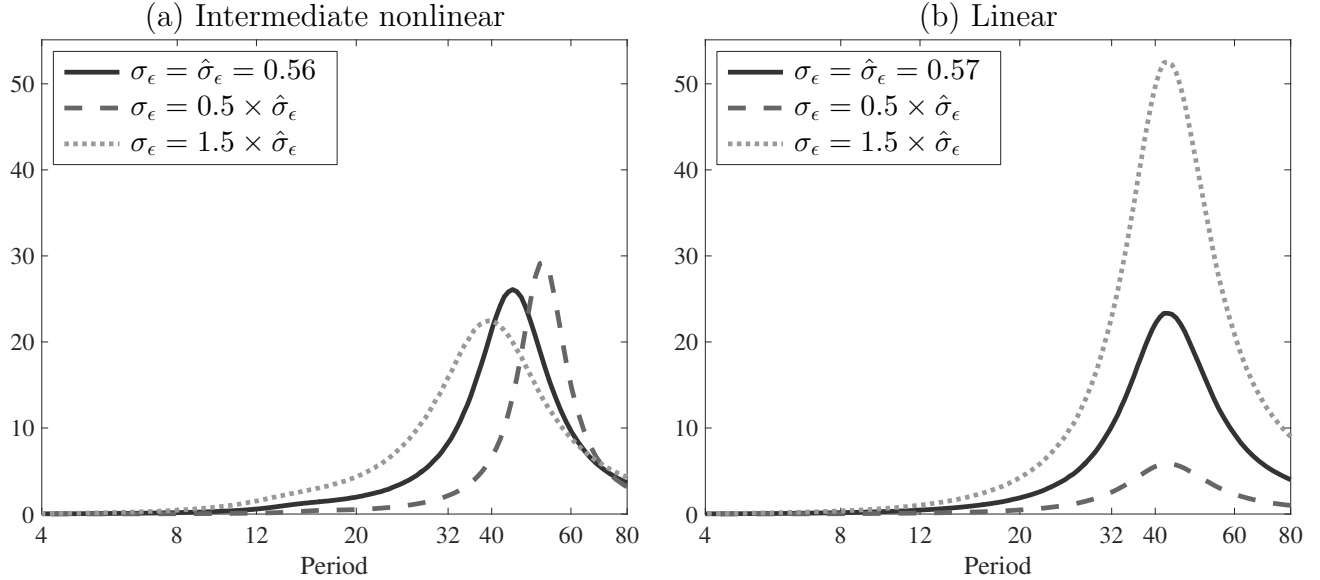 (a) Intermediate nonlinear
σϵ = σ̂ϵ = 0.56
σϵ = 0.5 × σ̂ϵ
σϵ = 1.5 × σ̂ϵ
50
40
30
20
10
0
4 8 12 20 32 40 60 80
Period
(b) Linear
σϵ = σ̂ϵ = 0.57
σϵ = 0.5 × σ̂ϵ
σϵ = 1.5 × σ̂ϵ
50
40
30
20
10
0
4 8 12 20 32 40 60 80
Period